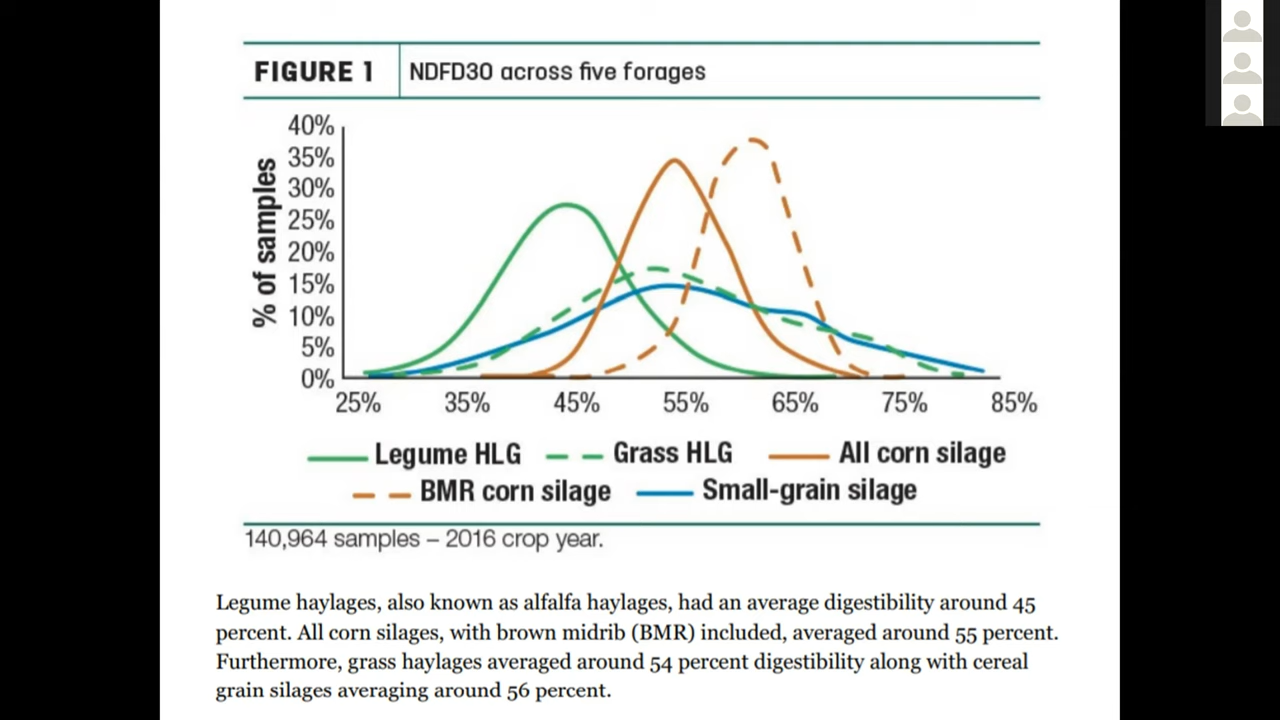 FIGURE 1 NDFD30 across five forages
40%
35%
30%
25%
20%
15%
10%
5%
0%
% of samples
25% 35% 45% 55% 65% 75% 85%
Legume HLG Grass HLG All corn silage
BMR corn silage Small-grain silage
140,964 samples – 2016 crop year.
Legume haylages, also known as alfalfa haylages, had an average digestibility around 45
percent. All corn silages, with brown midrib (BMR) included, averaged around 55 percent.
Furthermore, grass haylages averaged around 54 percent digestibility along with cereal
grain silages averaging around 56 percent.